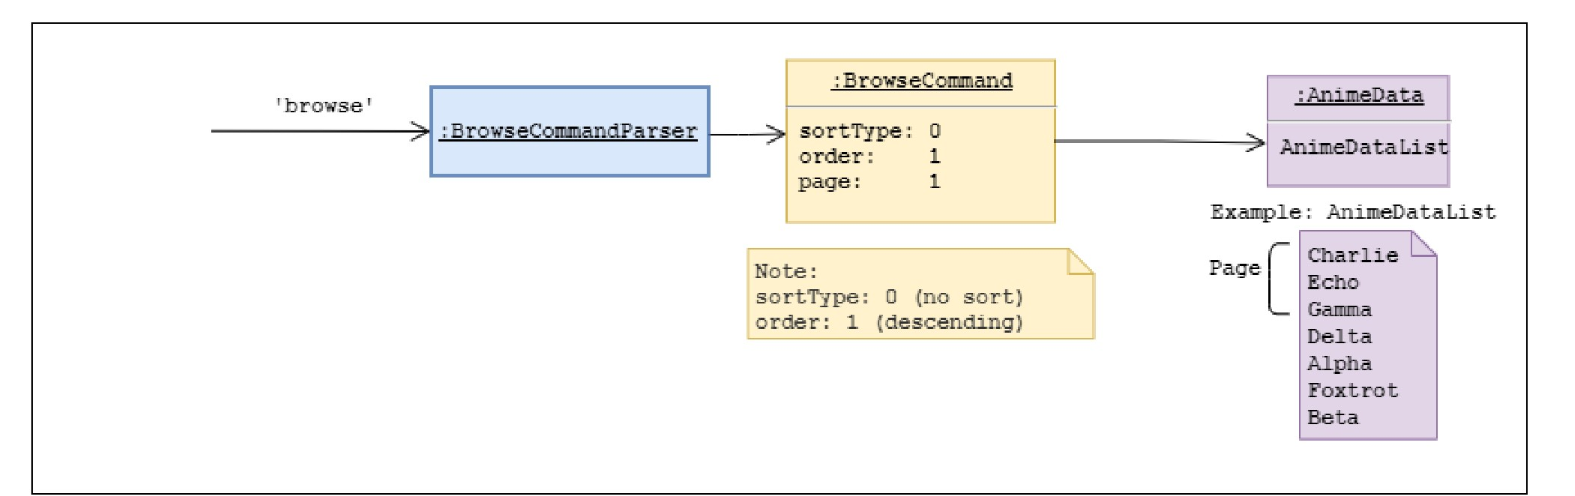 'browse'
:BrowseCommandParser
:BrowseCommand
sortType: 0
order: 1
page: 1
Note:
sortType: 0 (no sort)
order: 1 (descending)
:AnimeData
AnimeDataList
Example: AnimeDataList
Page
Charlie
Echo
Gamma
Delta
Alpha
Foxtrot
Beta